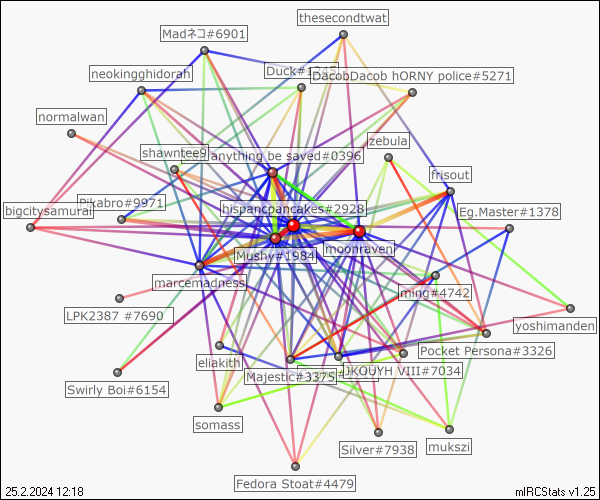 thesecondtwat
Madネコ#6901
neokingghidorah
Duck#1345
DacobDacob hORNY police#5271
normalwan
zebula
shawntee9
anything be saved#0396
frisout
Pikabro#9971
bigcitysamurai
hispancpancakes#2928
Eg.Master#1378
Mushy#1984
moonraven
marcemadness
ming#4742
LPK2387 #7690
yoshimanden
Pocket Persona#3326
eliakith
Majestic#3375
JKOUYH VIII#7034
Swirly Boi#6154
somass
Silver#7938
mukszi
Fedora Stoat#4479
25.2.2024 12:18
mIRCStats v1.25